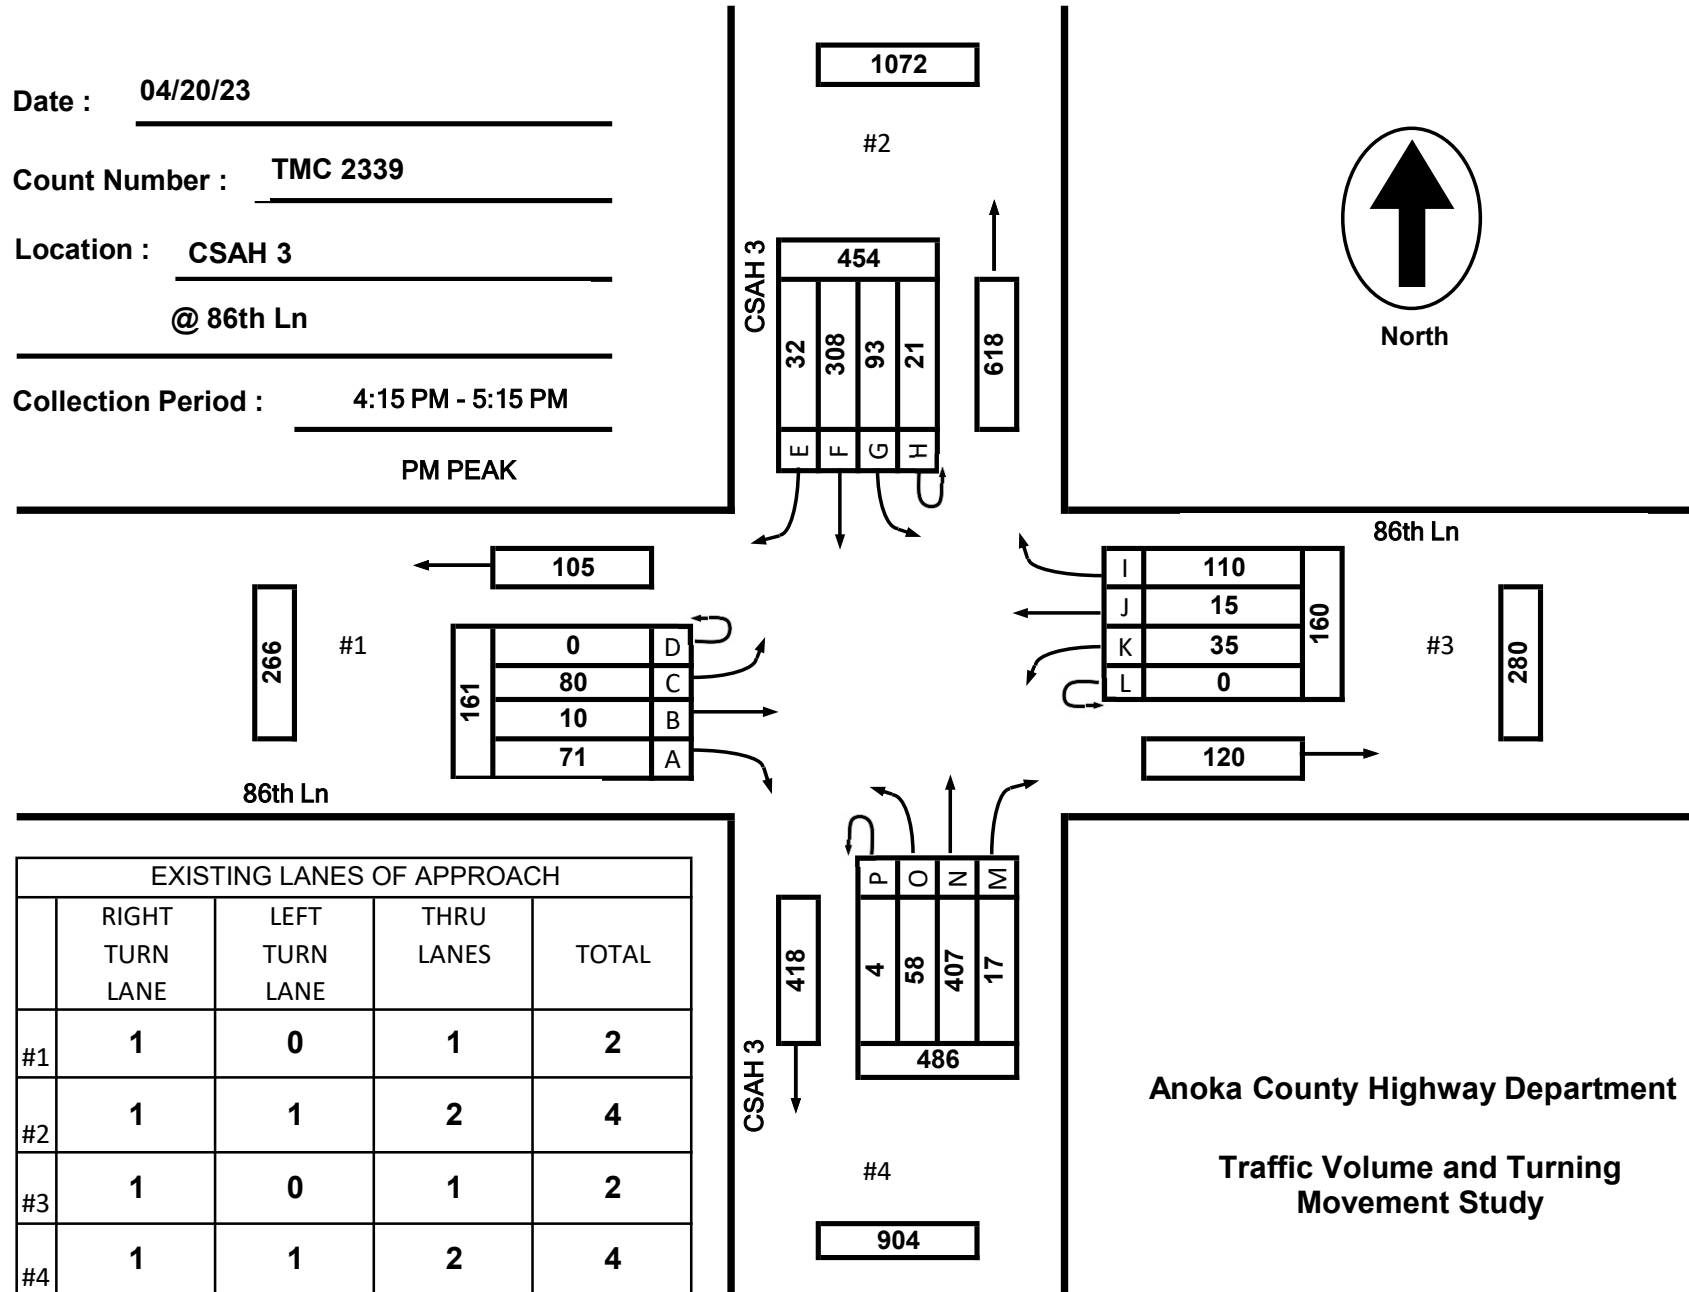 Date : 04/20/23
Count Number : TMC 2339
Location : CSAH 3
@ 86th Ln
Collection Period : 4:15 PM - 5:15 PM
PM PEAK
1072
#2
CSAH 3
454
32 308 93 21
E F G H
618
North
86th Ln
105
266
#1
161
0 D
80 C
10 B
71 A
86th Ln
I 110
J 15
K 35
L 0
160
#3
280
120
P O N M
4 58 407 17
486
418
CSAH 3
#4
904
EXISTING LANES OF APPROACH
RIGHT LEFT THRU
TURN TURN LANES TOTAL
LANE LANE
#1 1 0 1 2
#2 1 1 2 4
#3 1 0 1 2
#4 1 1 2 4
Anoka County Highway Department
Traffic Volume and Turning
Movement Study